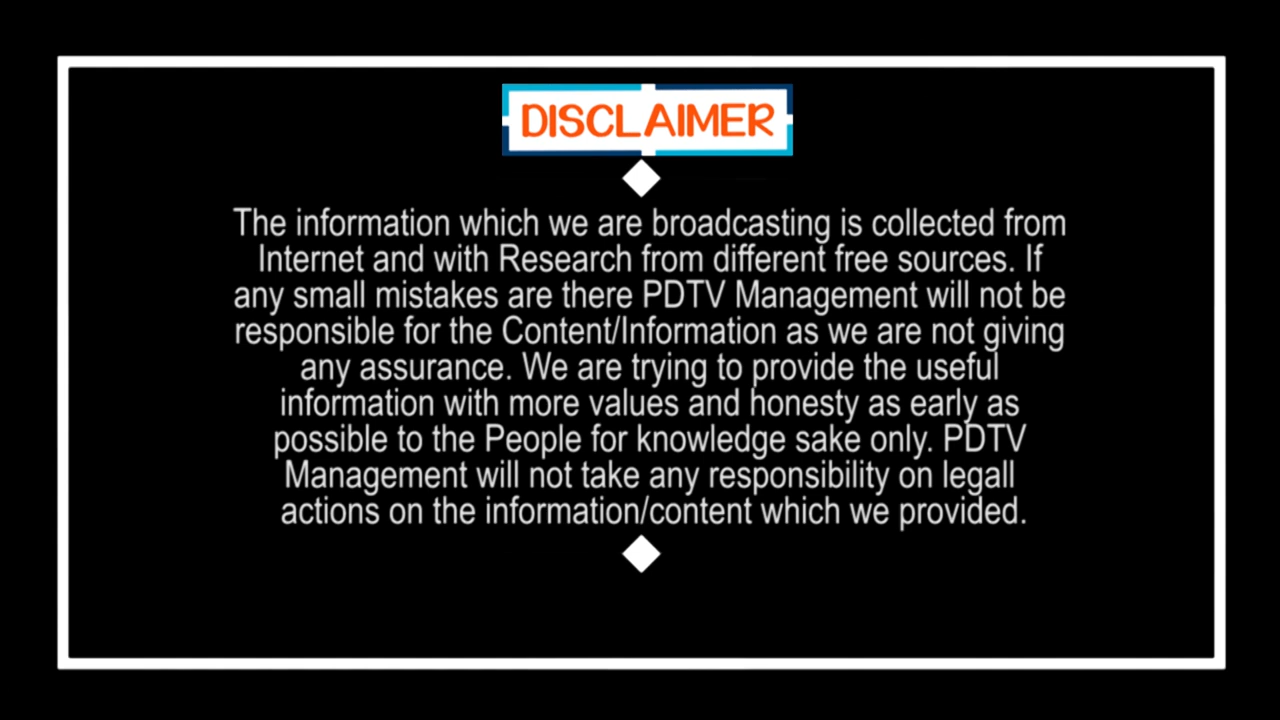 DISCLAIMER
The information which we are broadcasting is collected from
Internet and with Research from different free sources. If
any small mistakes are there PDTV Management will not be
responsible for the Content/Information as we are not giving
any assurance. We are trying to provide the useful
information with more values and honesty as early as
possible to the People for knowledge sake only. PDTV
Management will not take any responsibility on legall
actions on the information/content which we provided.